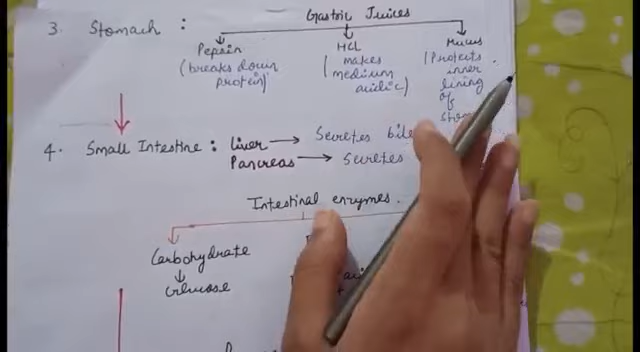 Gastric Juices
3. Stomach :
Pepsin
(breaks down
protein)
HCL
(makes
medium
acidic)
Mucus
(Protects
inner
lining
of
4. Small Intestine : Liver → Secretes bile
Pancreas → Secretes
Intestinal enzymes.
Carbohydrate
↓
Glucose